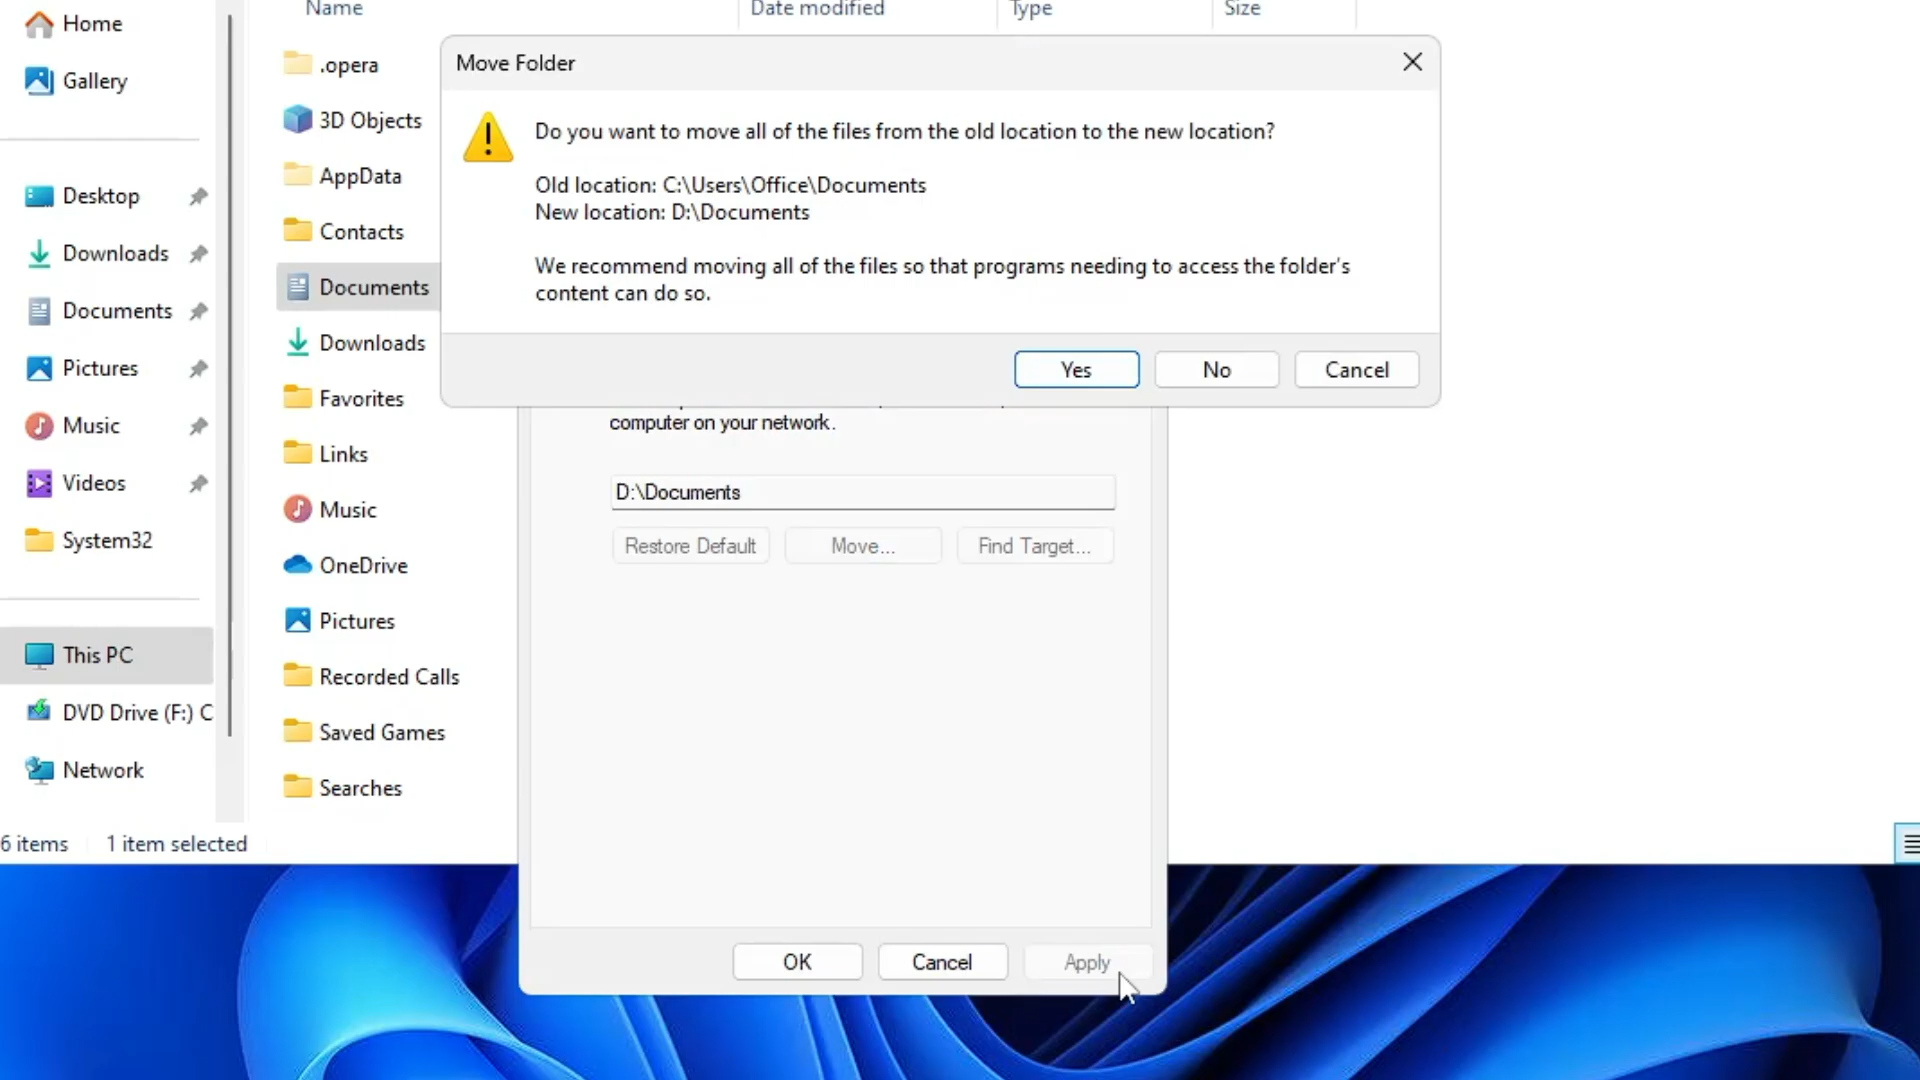 Name Date modified Type Size
Home
Gallery
Desktop
Downloads
Documents
Pictures
Music
Videos
System32
This PC
DVD Drive (F:) C
Network
.opera
3D Objects
AppData
Contacts
Documents
Downloads
Favorites
Links
Music
OneDrive
Pictures
Recorded Calls
Saved Games
Searches
6 items 1 item selected
Move Folder
Do you want to move all of the files from the old location to the new location?
Old location: C:\Users\Office\Documents
New location: D:\Documents
We recommend moving all of the files so that programs needing to access the folder's
content can do so.
Yes No Cancel
computer on your network.
D:\Documents
Restore Default Move... Find Target...
OK Cancel Apply